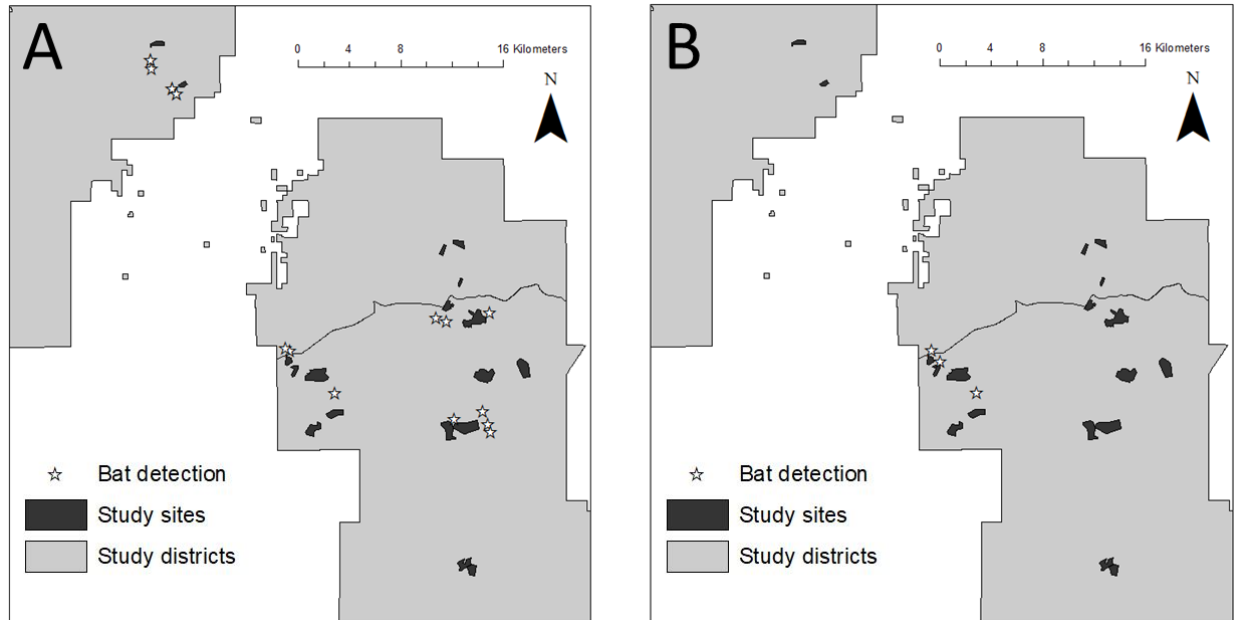 A
0 4 8 16 Kilometers
N
Bat detection
Study sites
Study districts
B
0 4 8 16 Kilometers
N
Bat detection
Study sites
Study districts